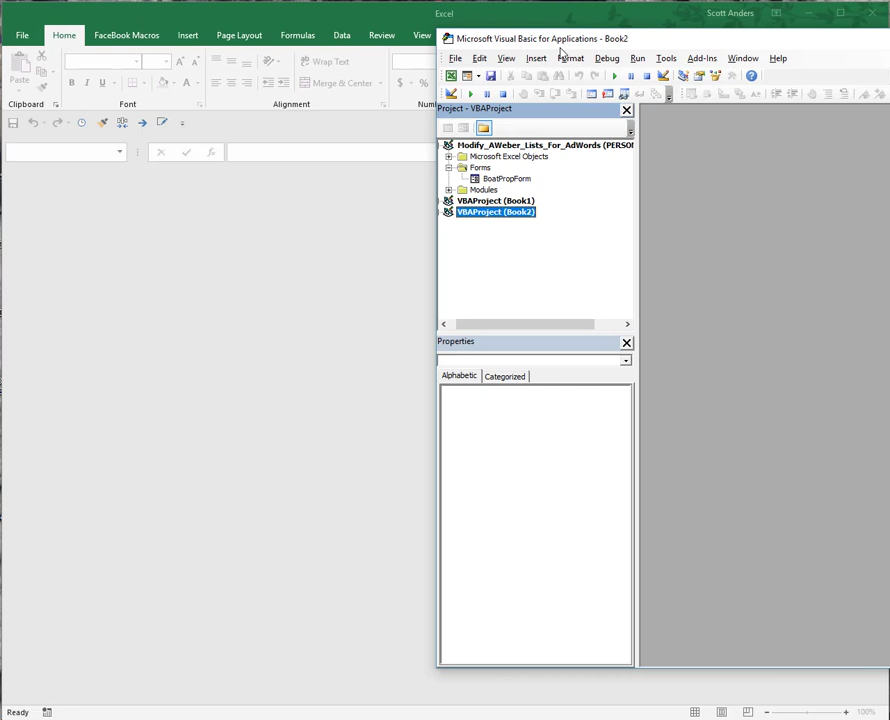 Excel
Scott Anders
File Home FaceBook Macros Insert Page Layout Formulas Data Review View
Paste
Wrap Text
Merge & Center
$ %
Clipboard Font Alignment
Microsoft Visual Basic for Applications - Book2
File Edit View Insert Format Debug Run Tools Add-Ins Window Help
Project - VBAProject
Modify_AWeber_Lists_For_AdWords (PERSO
Microsoft Excel Objects
Forms
BoatPropForm
Modules
VBAProject (Book1)
VBAProject (Book2)
Properties
Alphabetic Categorized
Ready
100%